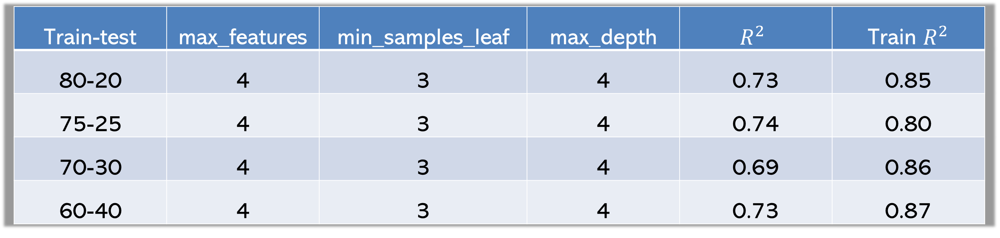 Train-test max_features min_samples_leaf max_depth R² Train R²
80-20 4 3 4 0.73 0.85
75-25 4 3 4 0.74 0.80
70-30 4 3 4 0.69 0.86
60-40 4 3 4 0.73 0.87